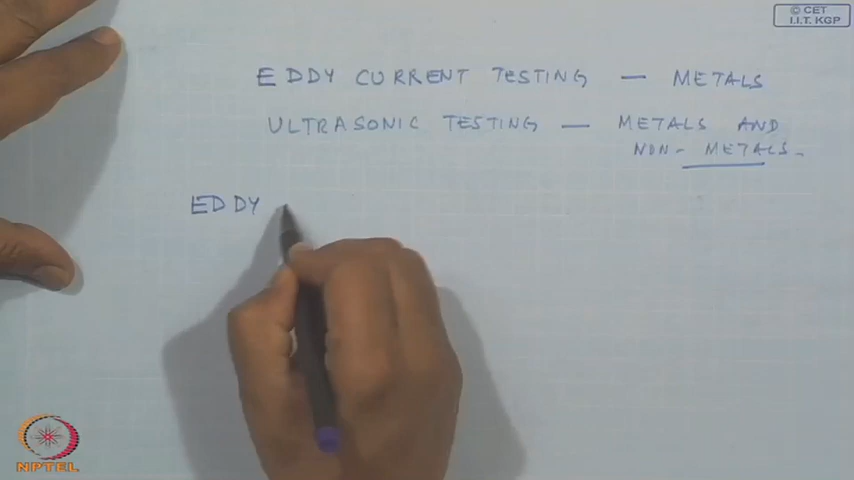 © CET
I.I.T. KGP
EDDY CURRENT TESTING — METALS
ULTRASONIC TESTING — METALS AND
NON- METALS.
EDDY
NPTEL